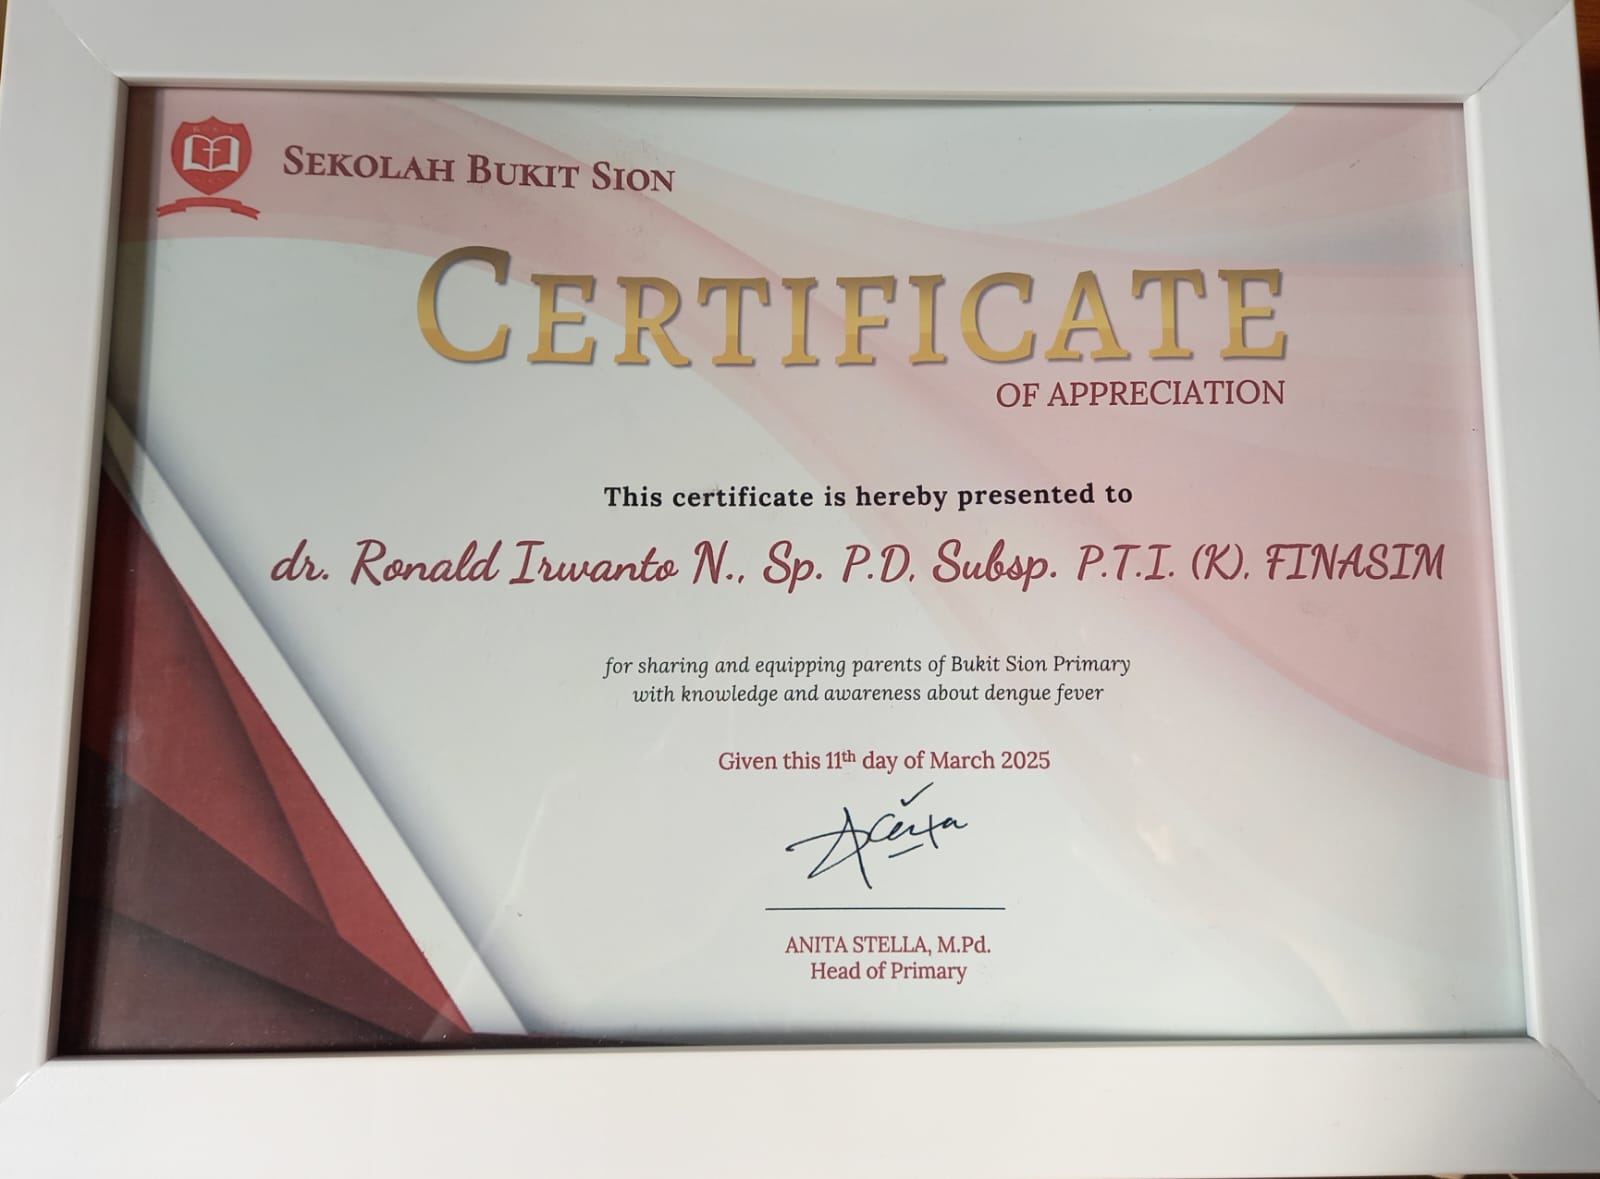 SEKOLAH BUKIT SION
CERTIFICATE
OF APPRECIATION
This certificate is hereby presented to
dr. Ronald Irwanto N., Sp. P.D, Subsp. P.T.I. (K), FINASIM
for sharing and equipping parents of Bukit Sion Primary
with knowledge and awareness about dengue fever
Given this 11th day of March 2025
ANITA STELLA, M.Pd.
Head of Primary